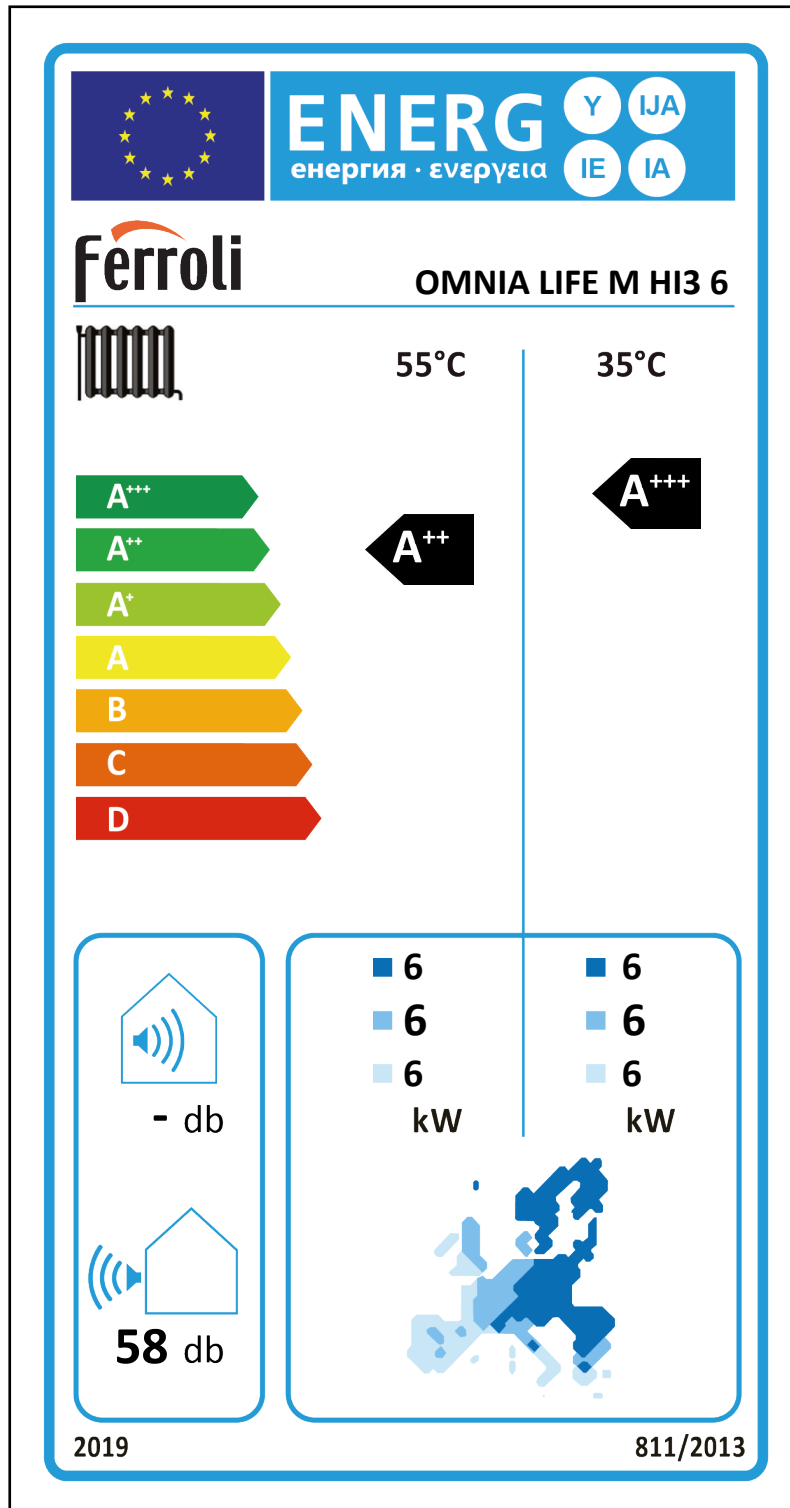 ENERG Y IJA
енергия · ενεργεια IE IA
Ferroli
OMNIA LIFE M HI3 6
55°C 35°C
A+++
A+++
A++
A++
A+
A
B
C
D
6 6
6 6
6 6
kW kW
- db
58 db
2019 811/2013